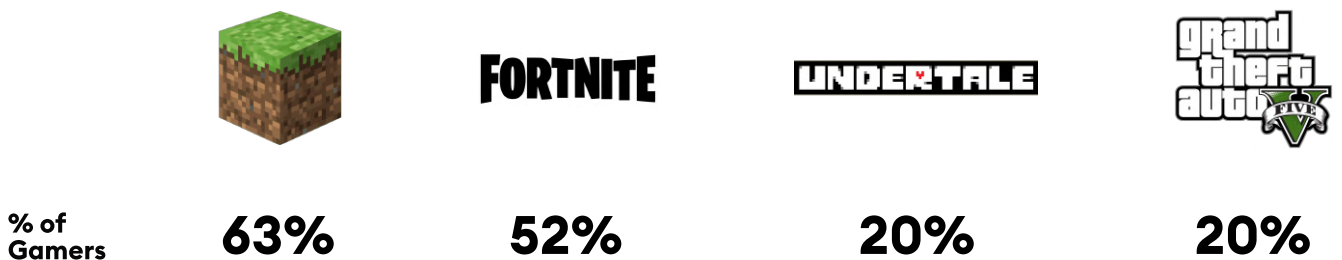 FORTNITE
UNDERTALE
grand
theft
auto
FIVE
V
% of
Gamers
63%
52%
20%
20%